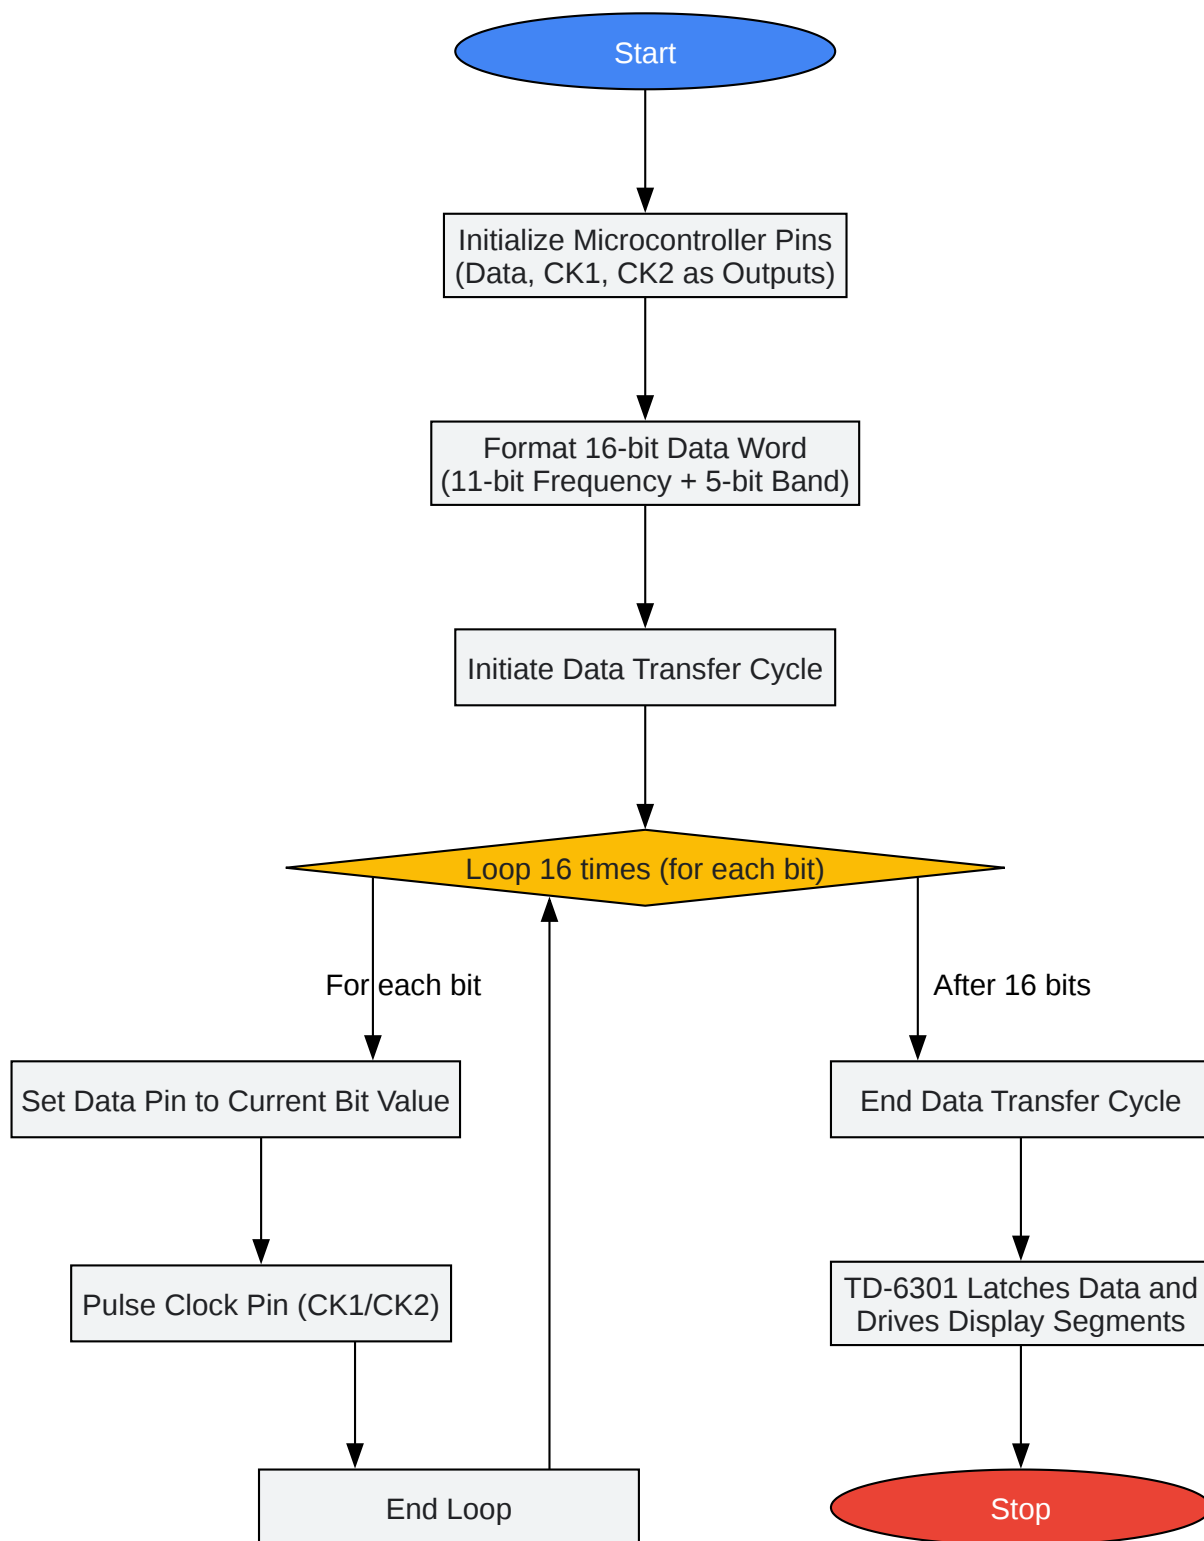 Start
Initialize Microcontroller Pins
(Data, CK1, CK2 as Outputs)
Format 16-bit Data Word
(11-bit Frequency + 5-bit Band)
Initiate Data Transfer Cycle
Loop 16 times (for each bit)
For each bit
After 16 bits
Set Data Pin to Current Bit Value
End Data Transfer Cycle
Pulse Clock Pin (CK1/CK2)
TD-6301 Latches Data and
Drives Display Segments
End Loop
Stop